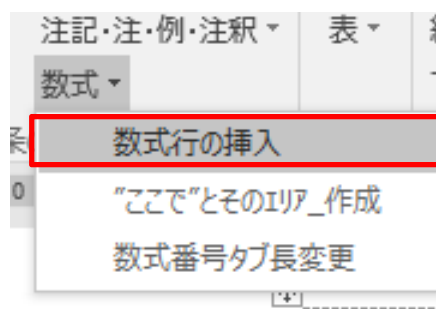 注記・注・例・注釈 表
数式
数式行の挿入
0
"ここで"とそのエリア_作成
数式番号タブ長変更